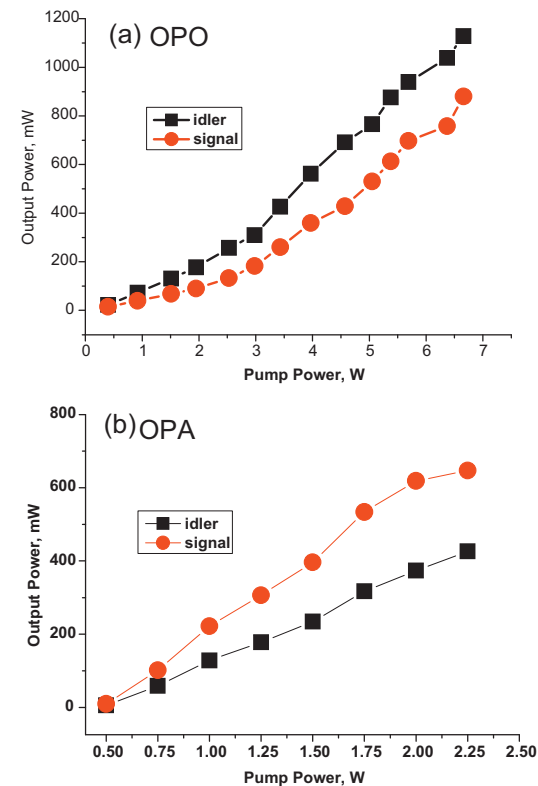 (a) OPO
1200
1000
800
600
400
200
0
idler
signal
Output Power, mW
0 1 2 3 4 5 6 7
Pump Power, W
(b) OPA
800
600
400
200
0
idler
signal
Output Power, mW
0.50 0.75 1.00 1.25 1.50 1.75 2.00 2.25 2.50
Pump Power, W